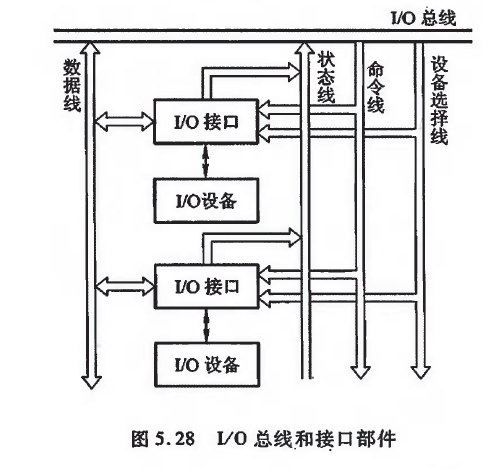 I/O 总线
数据线
状态线
命令线
设备选择线
I/O 接口
I/O设备
I/O 接口
I/O 设备
图 5.28 I/O 总线和接口部件